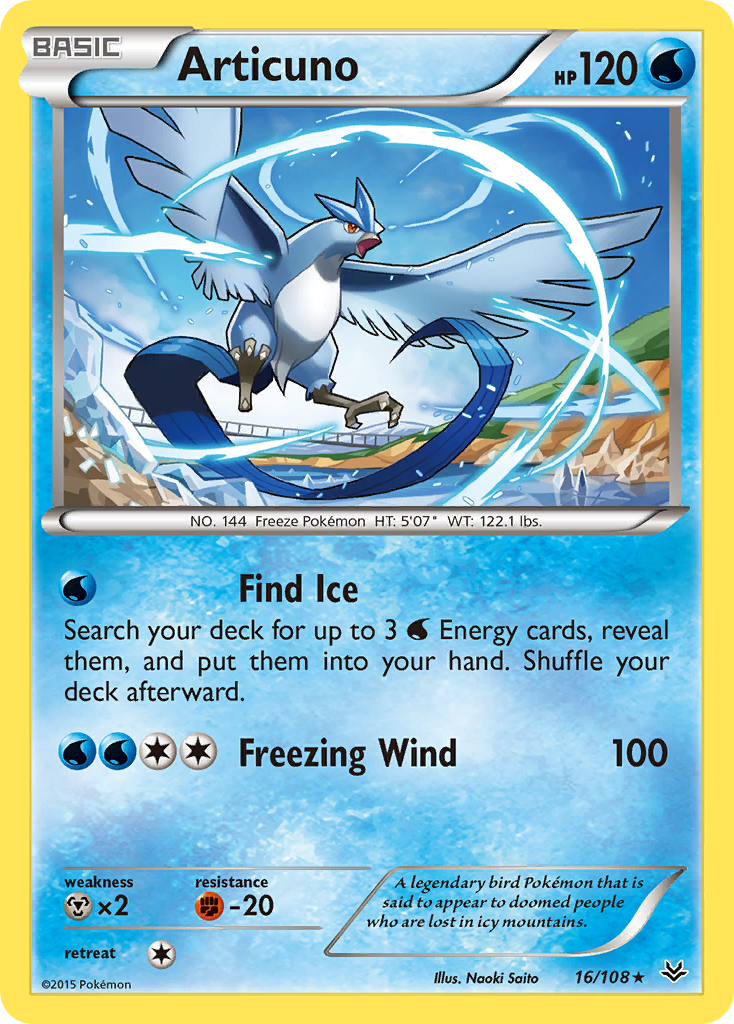 BASIC
Articuno
HP 120
NO. 144 Freeze Pokémon HT: 5'07" WT: 122.1 lbs.
Find Ice
Search your deck for up to 3 Energy cards, reveal
them, and put them into your hand. Shuffle your
deck afterward.
Freezing Wind 100
weakness
×2
resistance
-20
retreat
A legendary bird Pokémon that is
said to appear to doomed people
who are lost in icy mountains.
©2015 Pokémon
Illus. Naoki Saito
16/108★